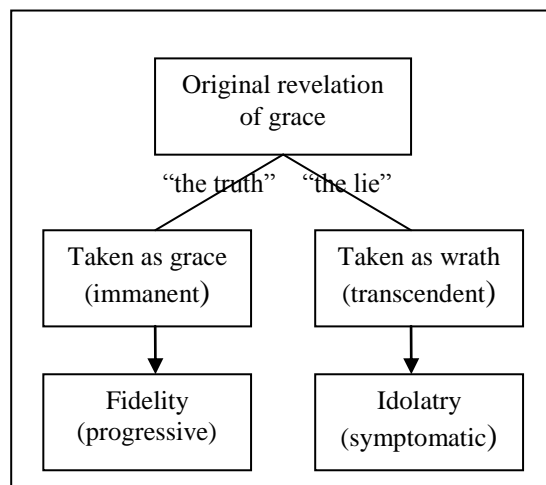 Original revelation
of grace
“the truth” “the lie”
Taken as grace
(immanent)
Taken as wrath
(transcendent)
Fidelity
(progressive)
Idolatry
(symptomatic)